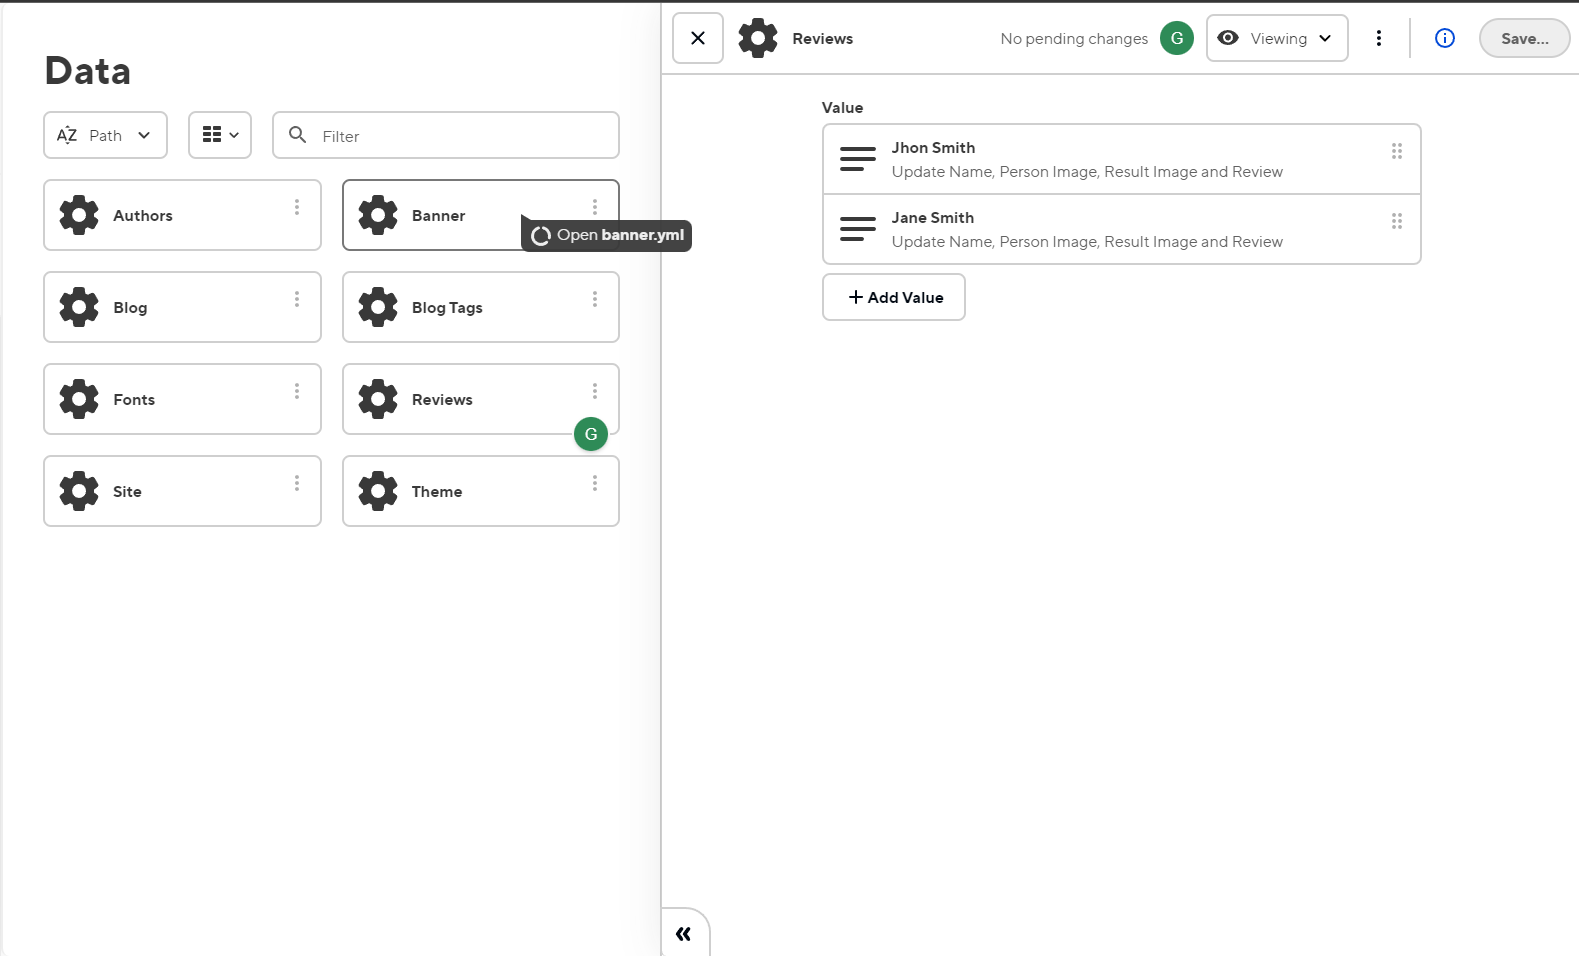 Data
AZ Path
Filter
Authors
Banner
Open banner.yml
Blog
Blog Tags
Fonts
Reviews
G
Site
Theme
Reviews
No pending changes
G
Viewing
Save...
Value
Jhon Smith
Update Name, Person Image, Result Image and Review
Jane Smith
Update Name, Person Image, Result Image and Review
+ Add Value